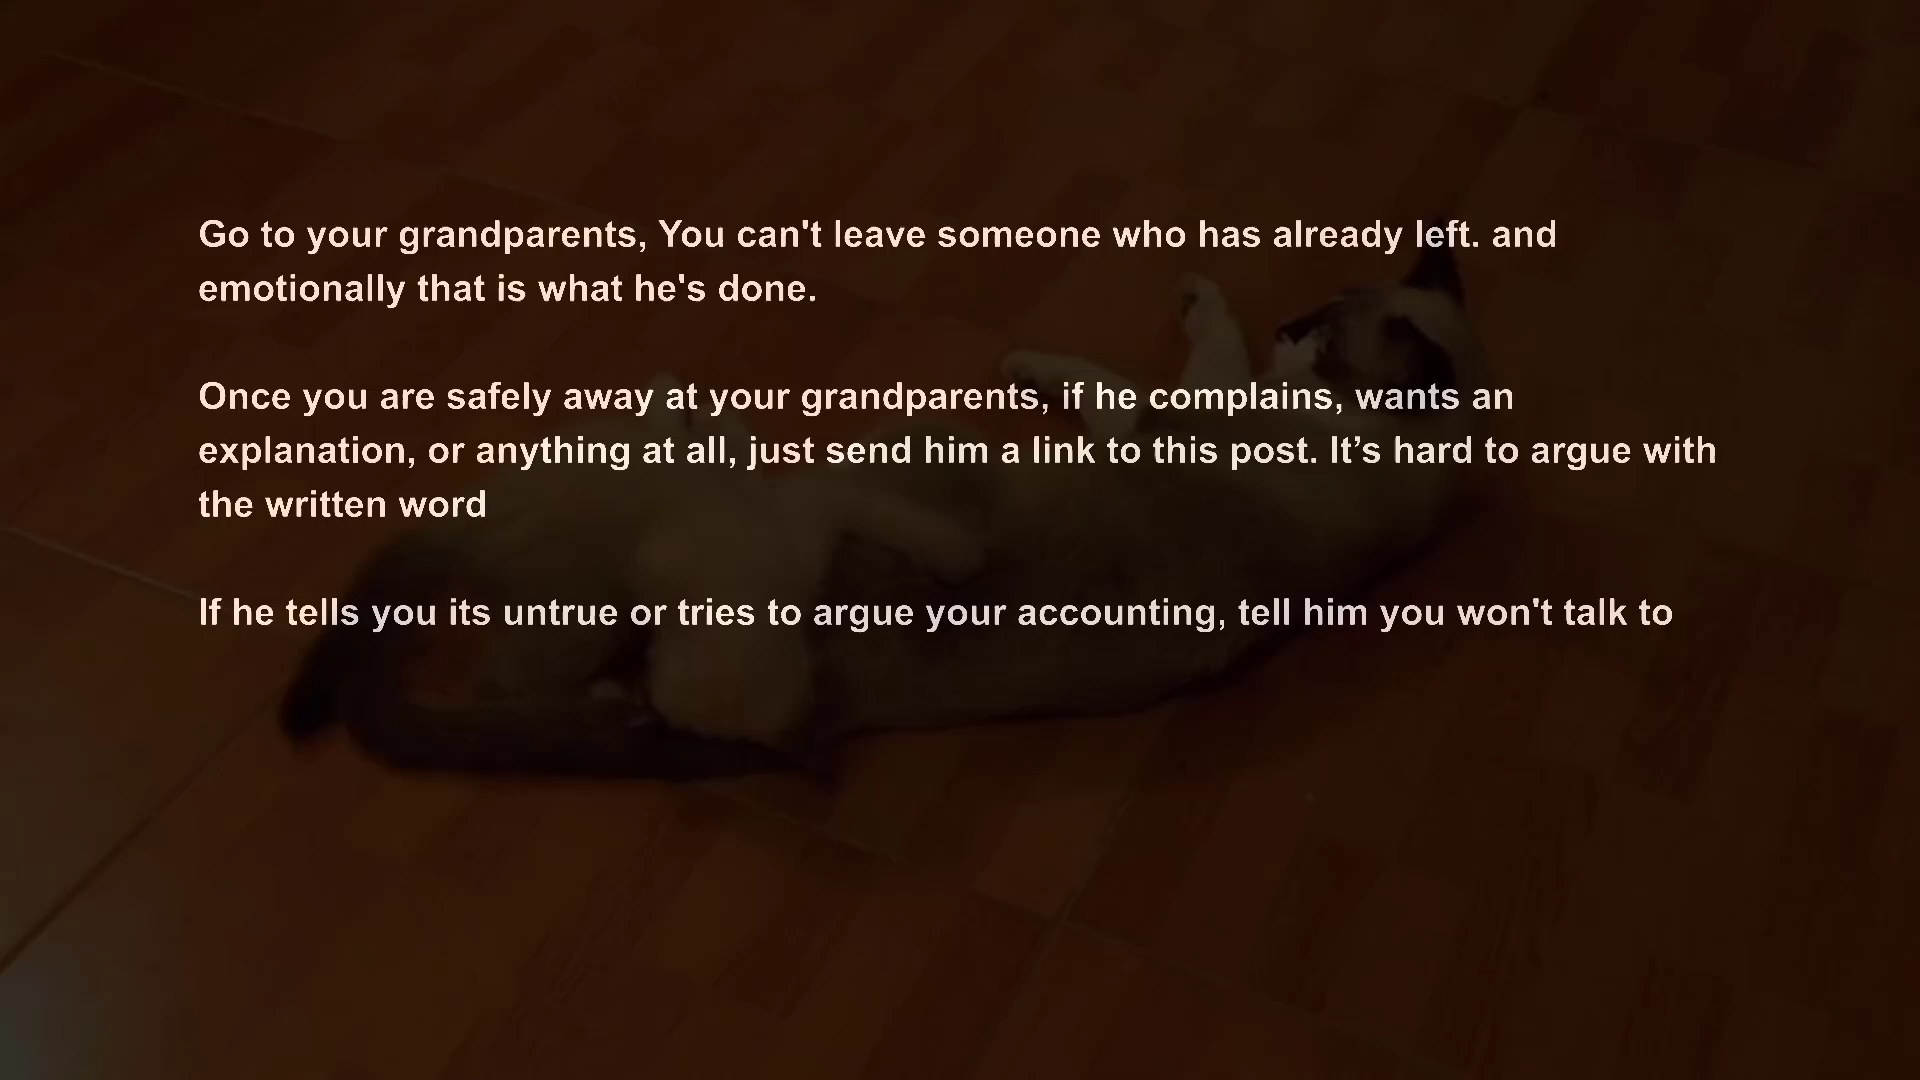 Go to your grandparents, You can't leave someone who has already left. and
emotionally that is what he's done.
Once you are safely away at your grandparents, if he complains, wants an
explanation, or anything at all, just send him a link to this post. It’s hard to argue with
the written word
If he tells you its untrue or tries to argue your accounting, tell him you won't talk to